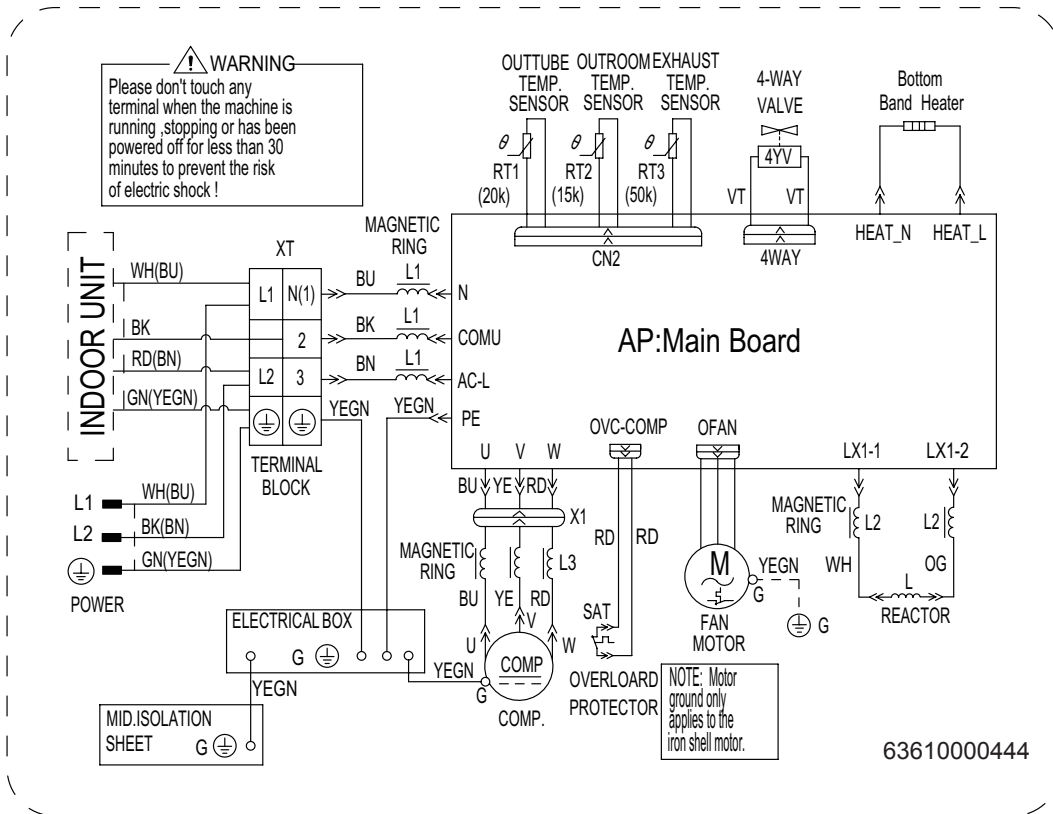 WARNING
Please don't touch any
terminal when the machine is
running ,stopping or has been
powered off for less than 30
minutes to prevent the risk
of electric shock !
OUTTUBE
TEMP.
SENSOR
OUTROOM
TEMP.
SENSOR
EXHAUST
TEMP.
SENSOR
4-WAY
VALVE
Bottom
Band Heater
θ
RT1
(20k)
θ
RT2
(15k)
θ
RT3
(50k)
4YV
VT
VT
CN2
4WAY
HEAT_N
HEAT_L
MAGNETIC
RING
XT
INDOOR UNIT
WH(BU)
BK
RD(BN)
GN(YEGN)
L1
N(1)
2
L2
3
TERMINAL
BLOCK
BU
L1
N
BK
L1
COMU
BN
L1
AC-L
YEGN
YEGN
PE
AP:Main Board
U
V
W
OVC-COMP
OFAN
LX1-1
LX1-2
L1
WH(BU)
L2
BK(BN)
GN(YEGN)
POWER
BU
YE
RD
X1
MAGNETIC
RING
L3
BU
YE
RD
U
V
W
COMP
G
COMP.
RD
RD
SAT
OVERLOARD
PROTECTOR
M
G
YEGN
G
FAN
MOTOR
MAGNETIC
RING
L2
L2
WH
OG
L
REACTOR
ELECTRICAL BOX
G
YEGN
YEGN
MID.ISOLATION
SHEET
G
NOTE: Motor
ground only
applies to the
iron shell motor.
63610000444